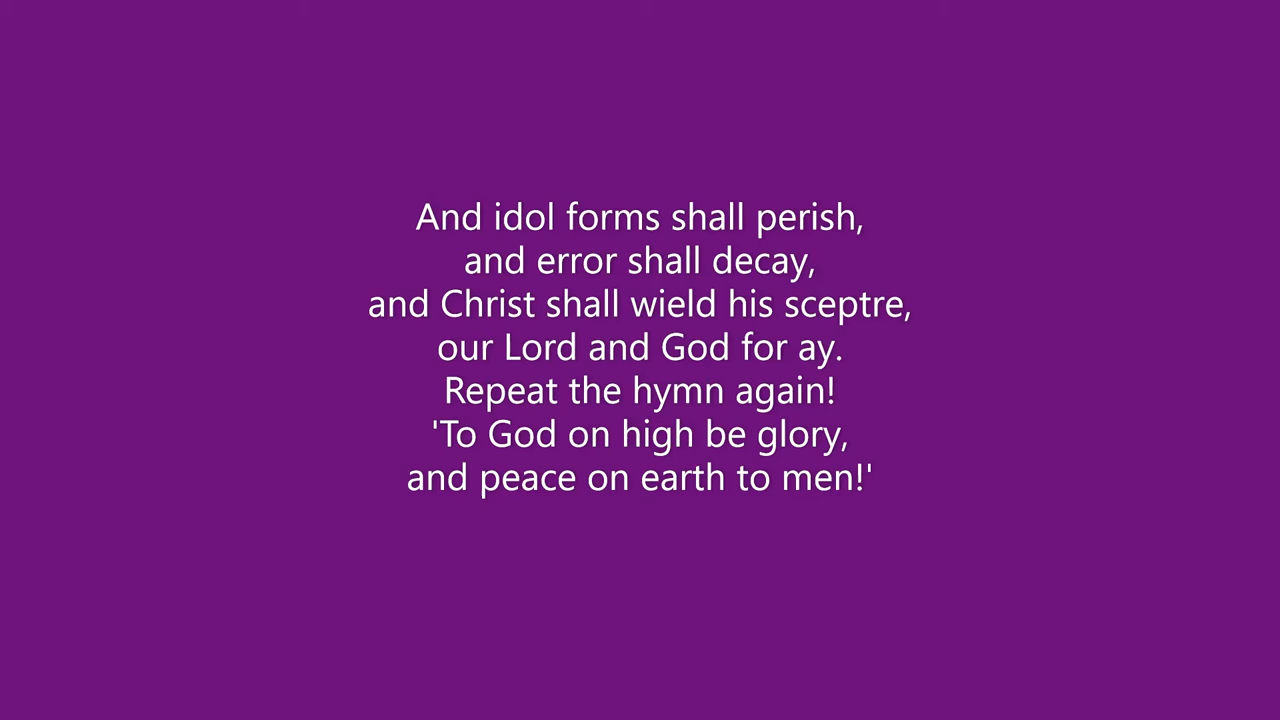 And idol forms shall perish,
and error shall decay,
and Christ shall wield his sceptre,
our Lord and God for ay.
Repeat the hymn again!
'To God on high be glory,
and peace on earth to men!'